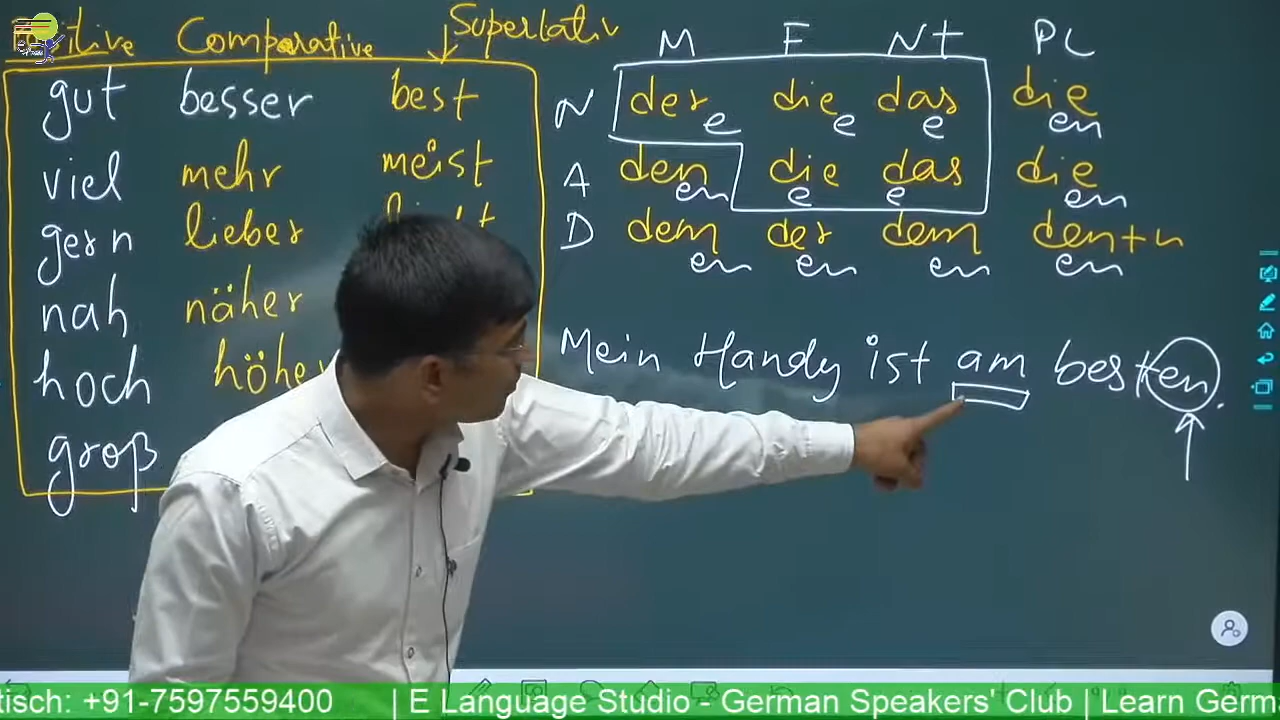 Positive Comparative Superlativ
gut besser best
viel mehr meist
gern lieber
nah näher
hoch höher
groß
M F Nt PL
N der e die e das e die en
A den en die e das e die en
D dem en der en dem en den+n en
Mein Handy ist am besten.
tisch: +91-7597559400 | E Language Studio - German Speakers' Club | Learn Germ